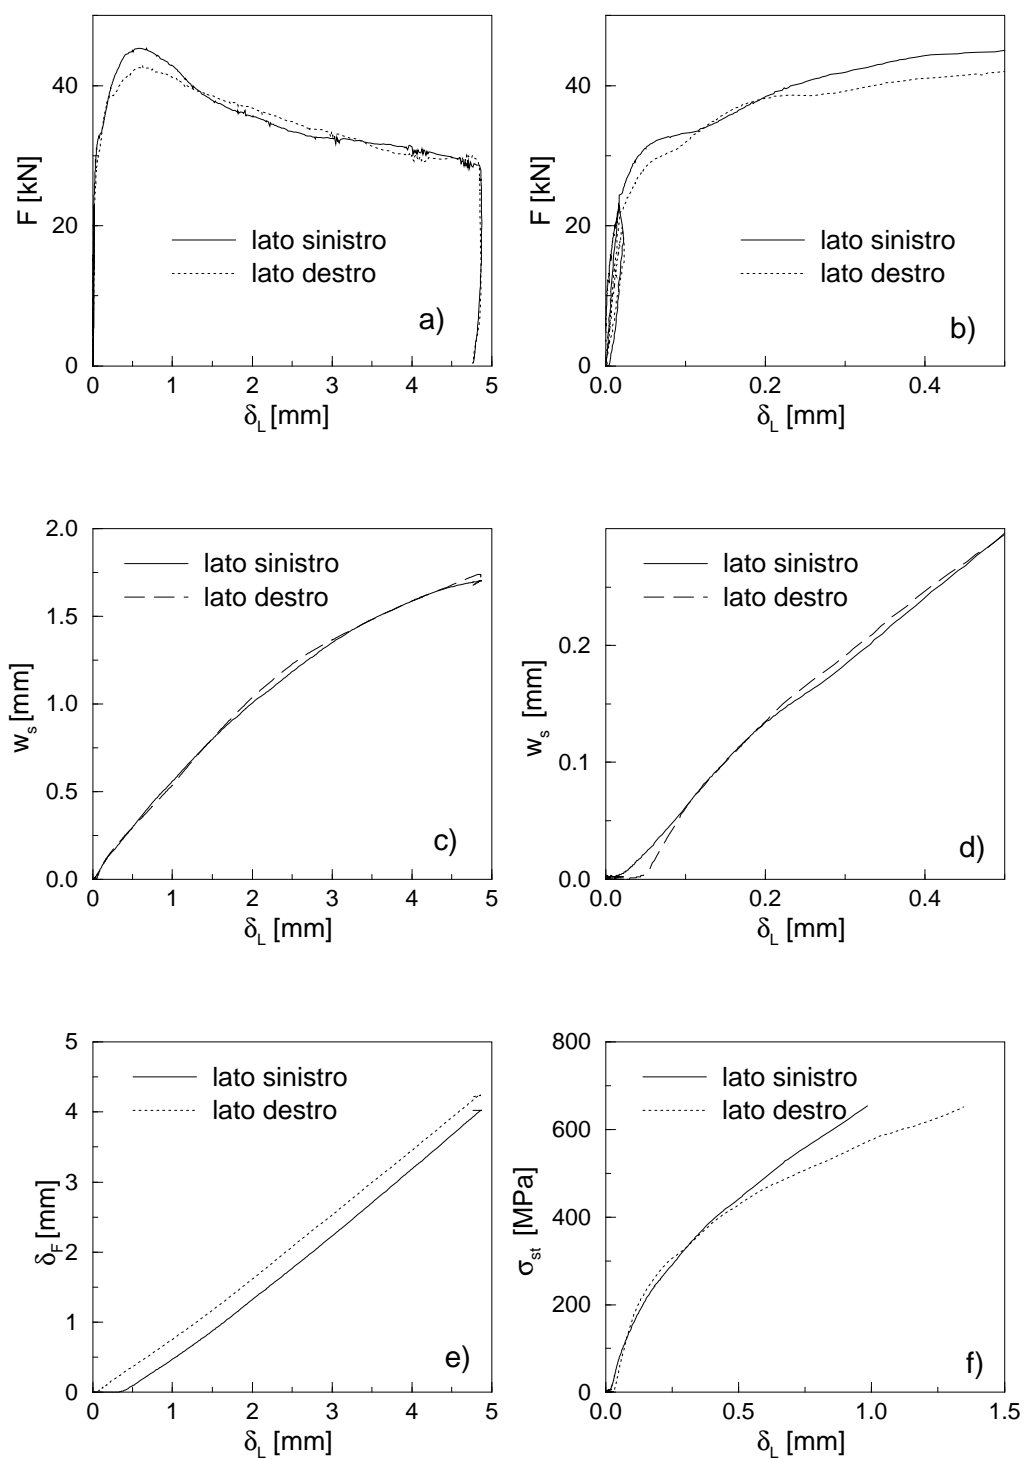 40
20
0
F [kN]
lato sinistro
lato destro
a)
0 1 2 3 4 5
δL [mm]
40
20
0
F [kN]
lato sinistro
lato destro
b)
0.0 0.2 0.4
δL [mm]
2.0
1.5
1.0
0.5
0.0
ws [mm]
lato sinistro
lato destro
c)
0 1 2 3 4 5
δL [mm]
0.2
0.1
0.0
ws [mm]
lato sinistro
lato destro
d)
0.0 0.2 0.4
δL [mm]
5
4
3
2
1
0
δF [mm]
lato sinistro
lato destro
e)
0 1 2 3 4 5
δL [mm]
800
600
400
200
0
σst [MPa]
lato sinistro
lato destro
f)
0.0 0.5 1.0 1.5
δL [mm]